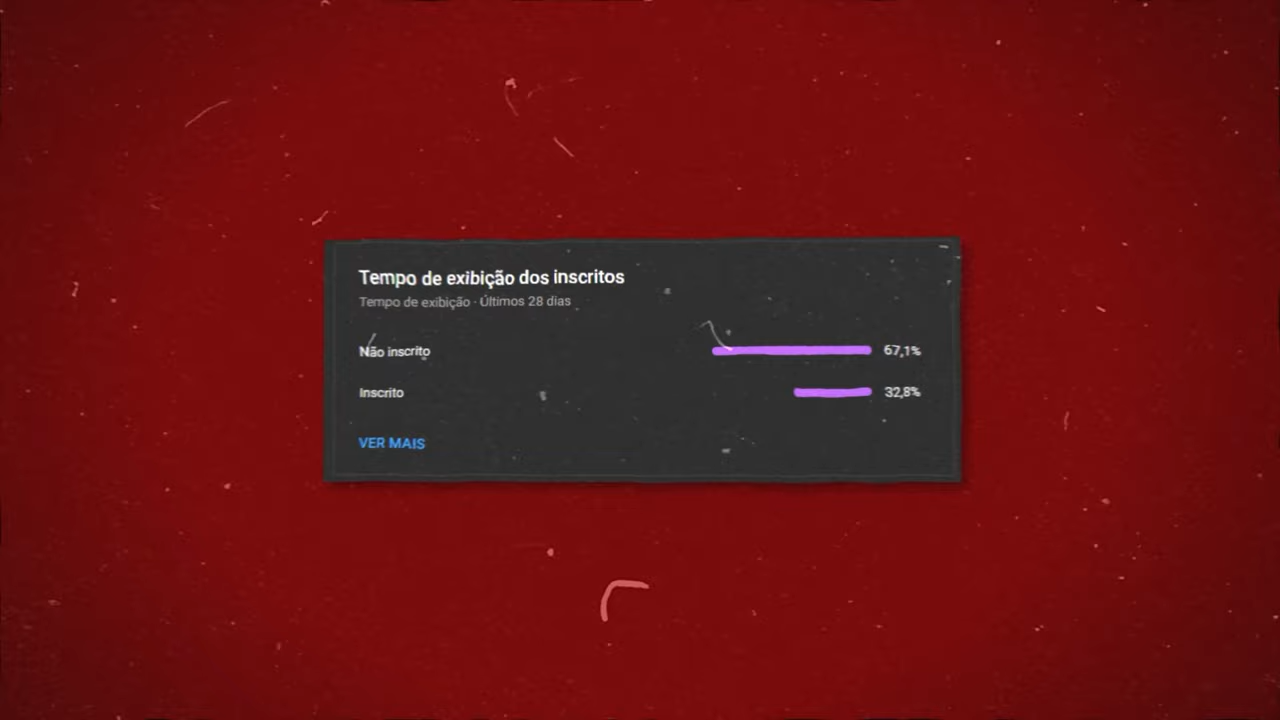 Tempo de exibição dos inscritos
Tempo de exibição · Últimos 28 dias
Não inscrito 67,1%
Inscrito 32,8%
VER MAIS